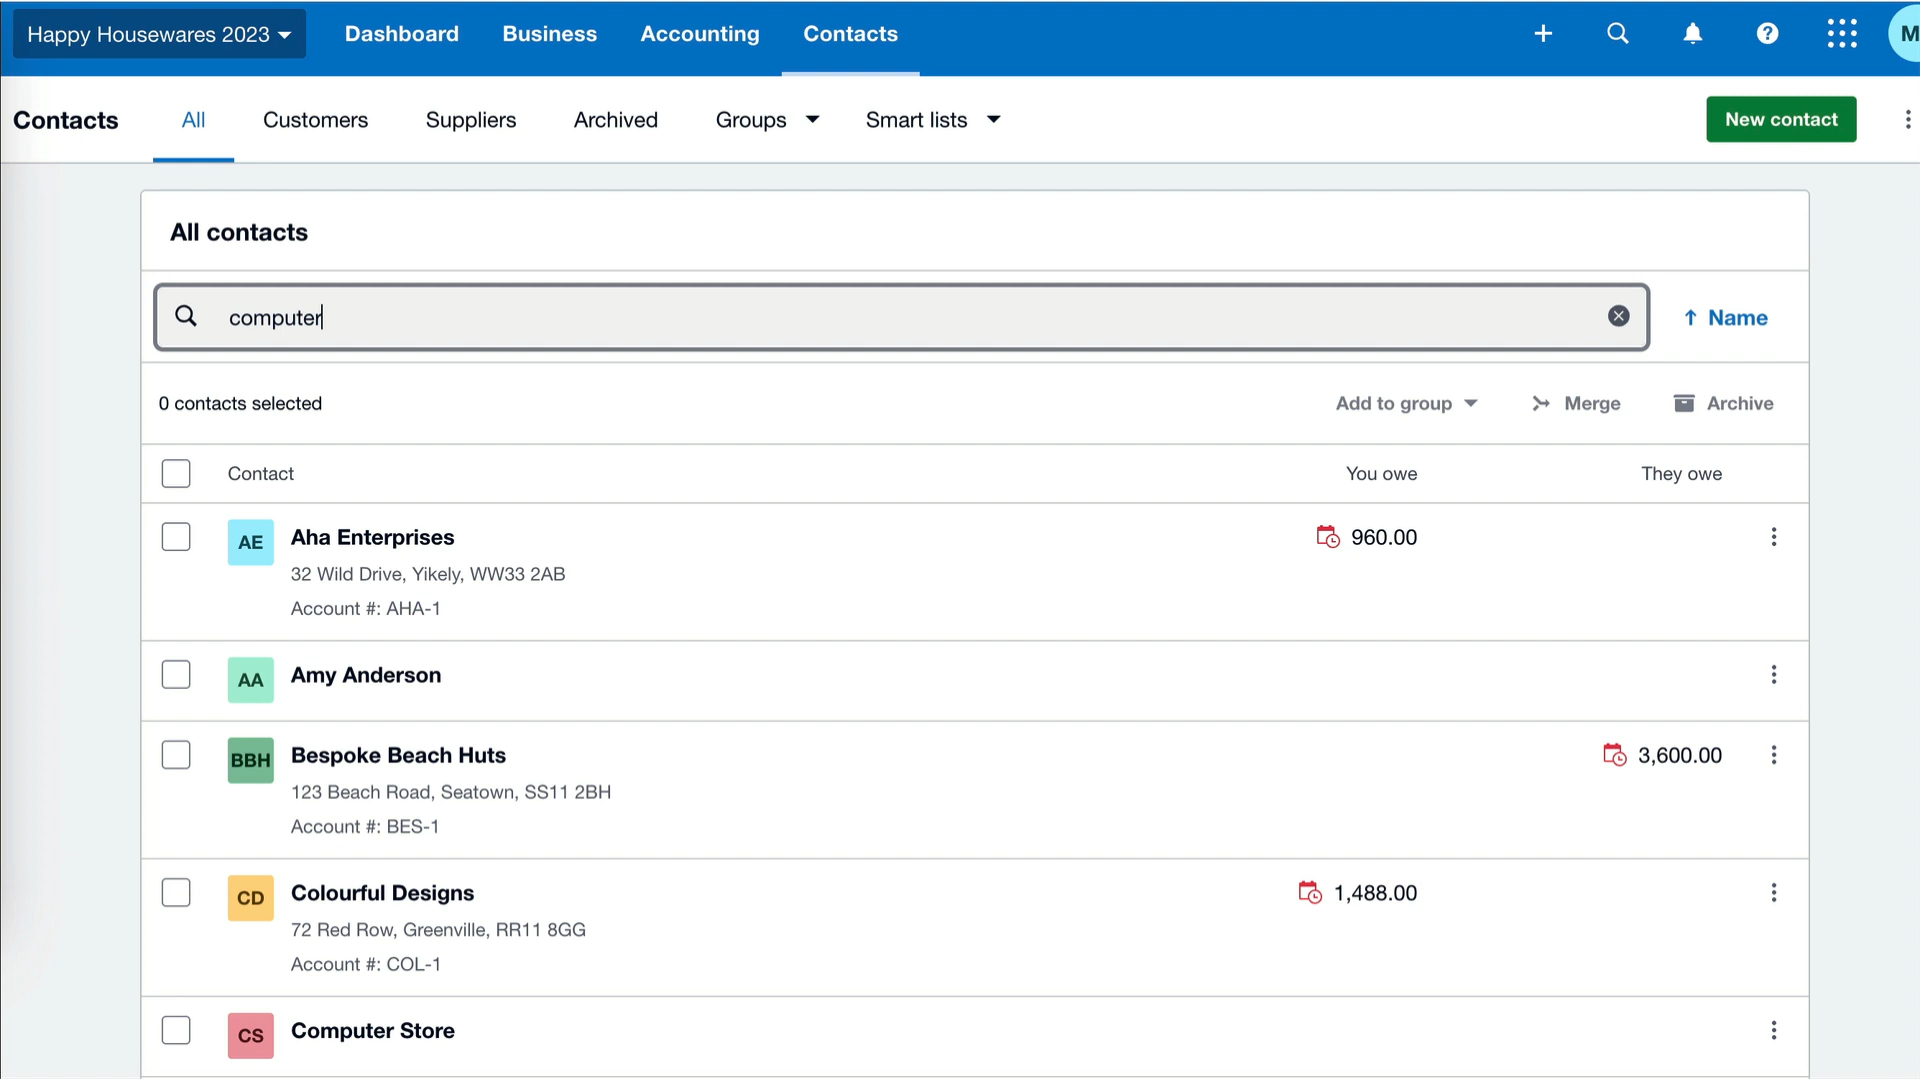 Happy Housewares 2023 Dashboard Business Accounting Contacts M
Contacts All Customers Suppliers Archived Groups Smart lists New contact
All contacts
computer Name
0 contacts selected Add to group Merge Archive
Contact You owe They owe
AE Aha Enterprises 960.00
32 Wild Drive, Yikely, WW33 2AB
Account #: AHA-1
AA Amy Anderson
BBH Bespoke Beach Huts 3,600.00
123 Beach Road, Seatown, SS11 2BH
Account #: BES-1
CD Colourful Designs 1,488.00
72 Red Row, Greenville, RR11 8GG
Account #: COL-1
CS Computer Store